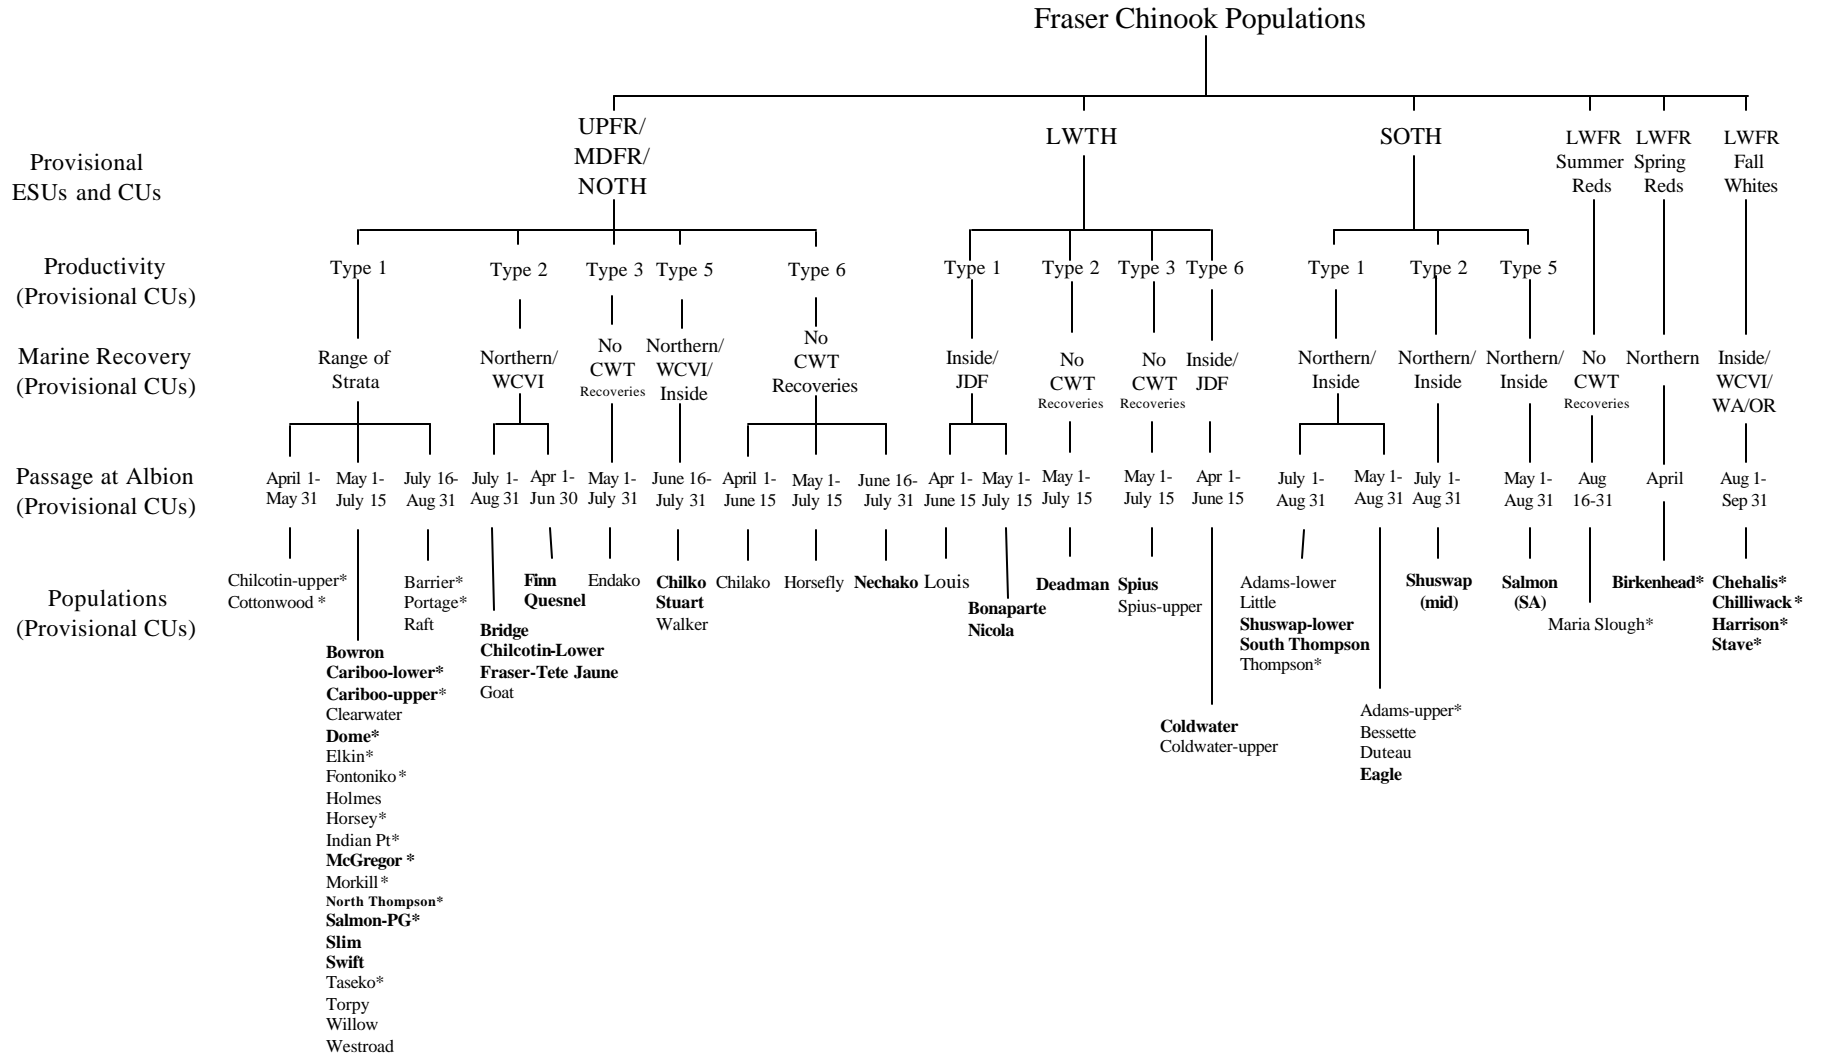 Fraser Chinook Populations
Provisional
ESUs and CUs
UPFR/
MDFR/
NOTH
LWTH
SOTH
LWFR
Summer
Reds
LWFR
Spring
Reds
LWFR
Fall
Whites
Productivity
(Provisional CUs)
Type 1
Type 2
Type 3
Type 5
Type 6
Type 1
Type 2
Type 3
Type 6
Type 1
Type 2
Type 5
Marine Recovery
(Provisional CUs)
Range of
Strata
Northern/
WCVI
No
CWT
Recoveries
Northern/
WCVI/
Inside
No
CWT
Recoveries
Inside/
JDF
No
CWT
Recoveries
No
CWT
Recoveries
Inside/
JDF
Northern/
Inside
Northern/
Inside
Northern/
Inside
No
CWT
Recoveries
Northern
Inside/
WCVI/
WA/OR
Passage at Albion
(Provisional CUs)
April 1-
May 31
May 1-
July 15
July 16-
Aug 31
July 1-
Aug 31
Apr 1-
Jun 30
May 1-
July 31
June 16-
July 31
April 1-
June 15
May 1-
July 15
June 16-
July 31
Apr 1-
June 15
May 1-
July 15
May 1-
July 15
May 1-
July 15
Apr 1-
June 15
July 1-
Aug 31
May 1-
Aug 31
July 1-
Aug 31
May 1-
Aug 31
Aug
16-31
April
Aug 1-
Sep 31
Populations
(Provisional CUs)
Chilcotin-upper*
Cottonwood *
Bowron
Cariboo-lower*
Cariboo-upper*
Clearwater
Dome*
Elkin*
Fontoniko*
Holmes
Horsey*
Indian Pt*
McGregor *
Morkill*
North Thompson*
Salmon-PG*
Slim
Swift
Taseko*
Torpy
Willow
Westroad
Barrier*
Portage*
Raft
Bridge
Chilcotin-Lower
Fraser-Tete Jaune
Goat
Finn
Quesnel
Endako
Chilko
Stuart
Walker
Chilako
Horsefly
Nechako
Louis
Bonaparte
Nicola
Deadman
Spius
Spius-upper
Coldwater
Coldwater-upper
Adams-lower
Little
Shuswap-lower
South Thompson
Thompson*
Adams-upper*
Bessette
Duteau
Eagle
Shuswap
(mid)
Salmon
(SA)
Maria Slough*
Birkenhead*
Chehalis*
Chilliwack*
Harrison*
Stave*